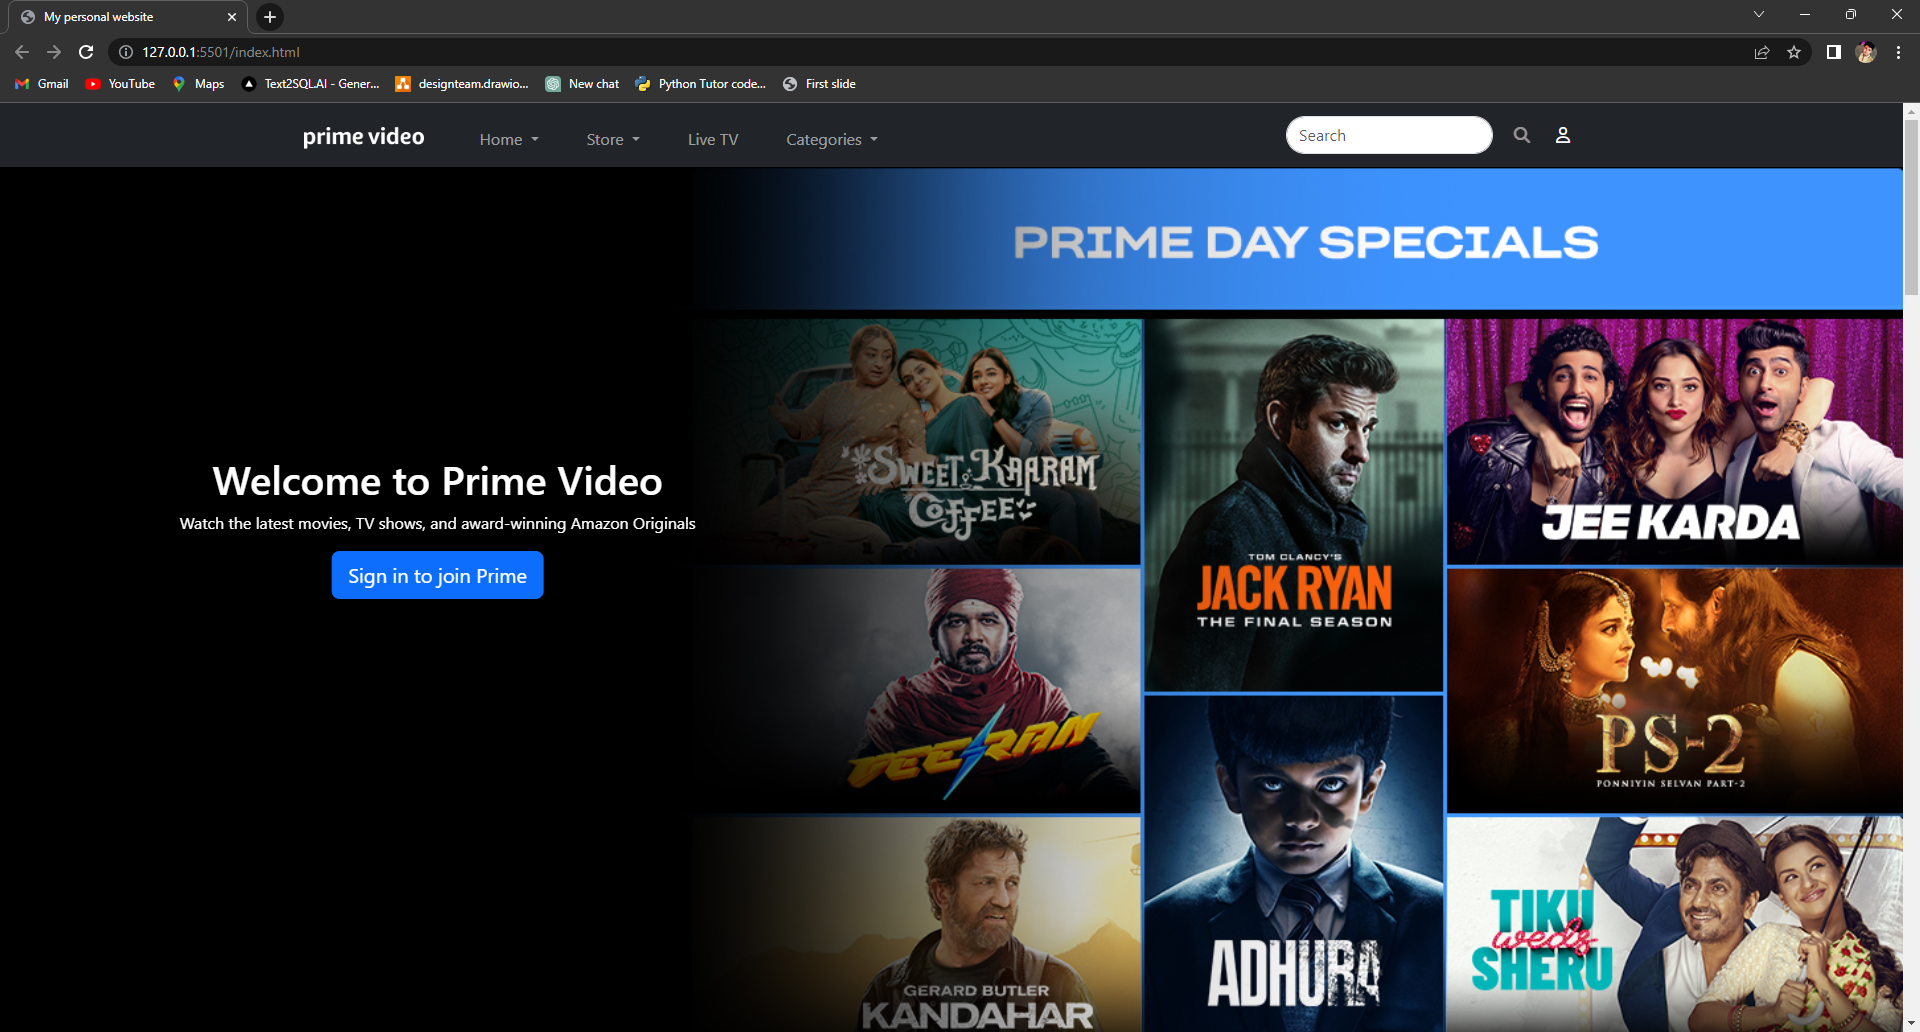 My personal website
127.0.0.1:5501/index.html
Gmail YouTube Maps Text2SQL.AI - Gener... designteam.drawio... New chat Python Tutor code... First slide
prime video Home Store Live TV Categories Search
PRIME DAY SPECIALS
Welcome to Prime Video
Watch the latest movies, TV shows, and award-winning Amazon Originals
Sign in to join Prime
SWEET KAARAM
COFFEE
TOM CLANCY'S
JACK RYAN
THE FINAL SEASON
JEE KARDA
VEERAN
PS-2
PONNIYIN SELVAN PART-2
GERARD BUTLER
KANDAHAR
ADHURA
TIKU
weds
SHERU